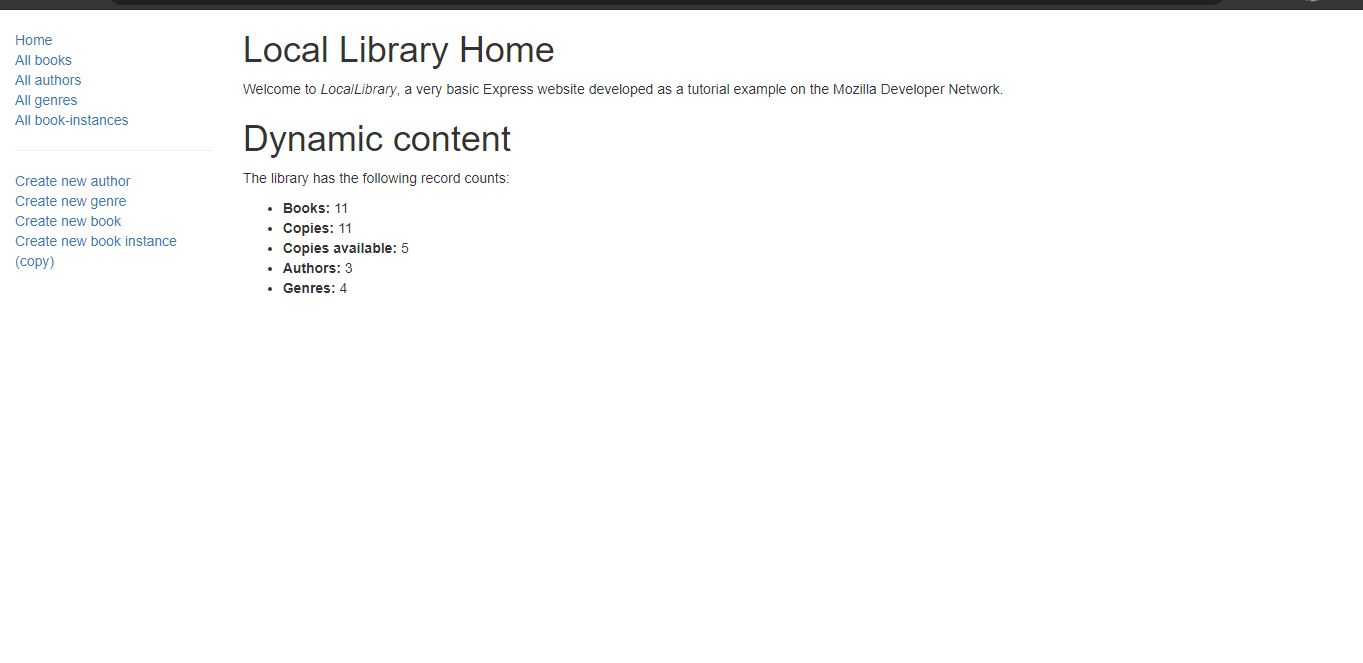 Home
All books
All authors
All genres
All book-instances
Create new author
Create new genre
Create new book
Create new book instance
(copy)
Local Library Home
Welcome to LocalLibrary, a very basic Express website developed as a tutorial example on the Mozilla Developer Network.
Dynamic content
The library has the following record counts:
• Books: 11
• Copies: 11
• Copies available: 5
• Authors: 3
• Genres: 4